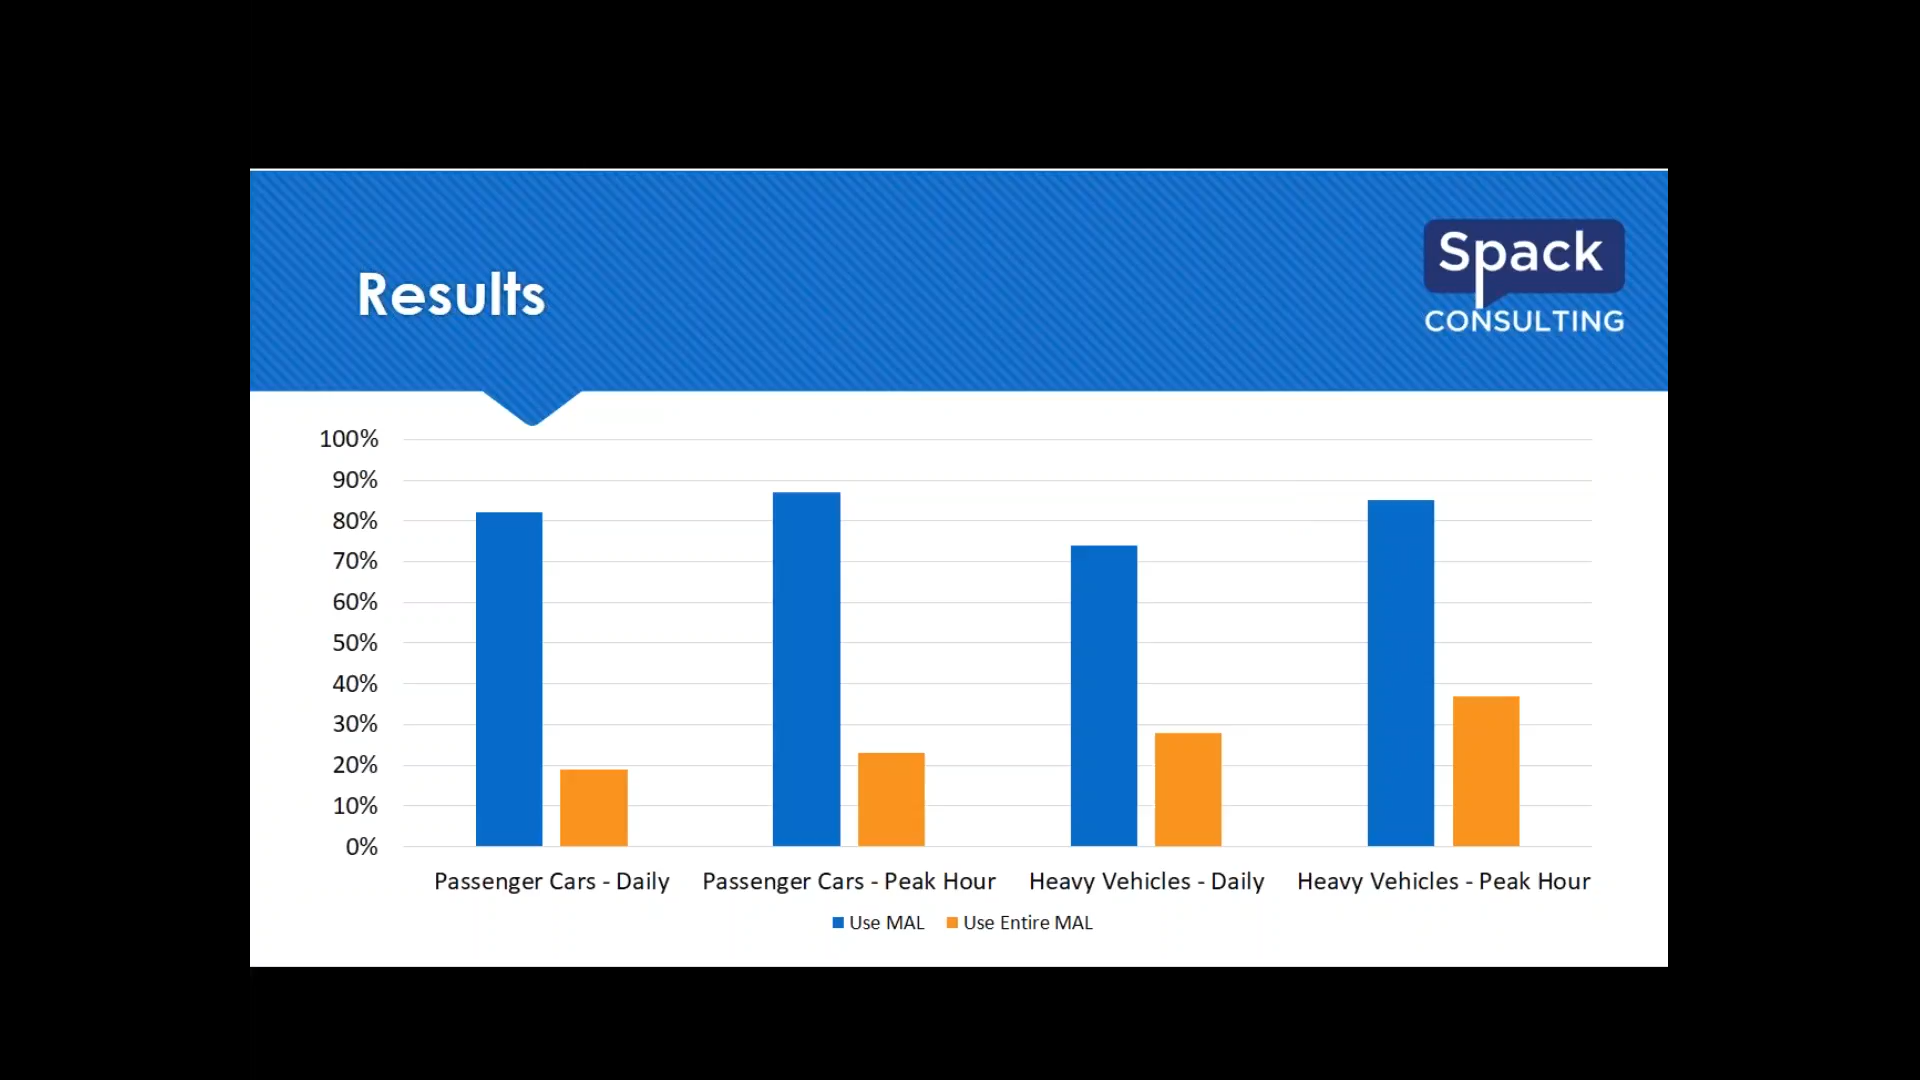 Results
Spack
CONSULTING
100%
90%
80%
70%
60%
50%
40%
30%
20%
10%
0%
Passenger Cars - Daily
Passenger Cars - Peak Hour
Heavy Vehicles - Daily
Heavy Vehicles - Peak Hour
Use MAL
Use Entire MAL